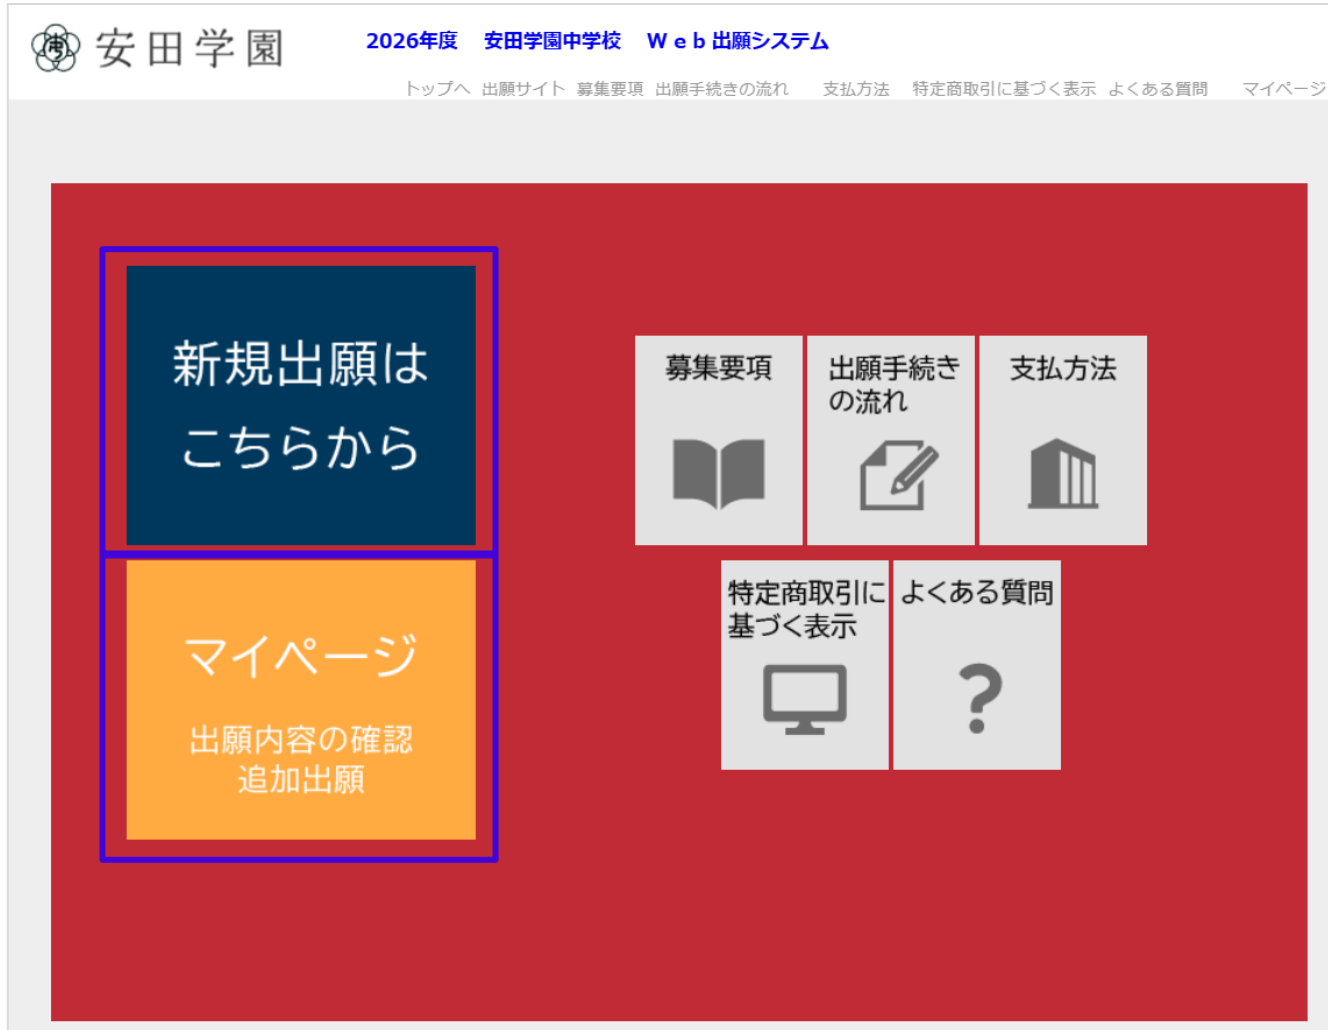 安田学園
2026年度　安田学園中学校　Ｗｅｂ出願システム
トップへ 出願サイト 募集要項 出願手続きの流れ 支払方法 特定商取引に基づく表示 よくある質問 マイページ
新規出願は
こちらから
募集要項
出願手続き
の流れ
支払方法
マイページ
出願内容の確認
追加出願
特定商取引に
基づく表示
よくある質問
?